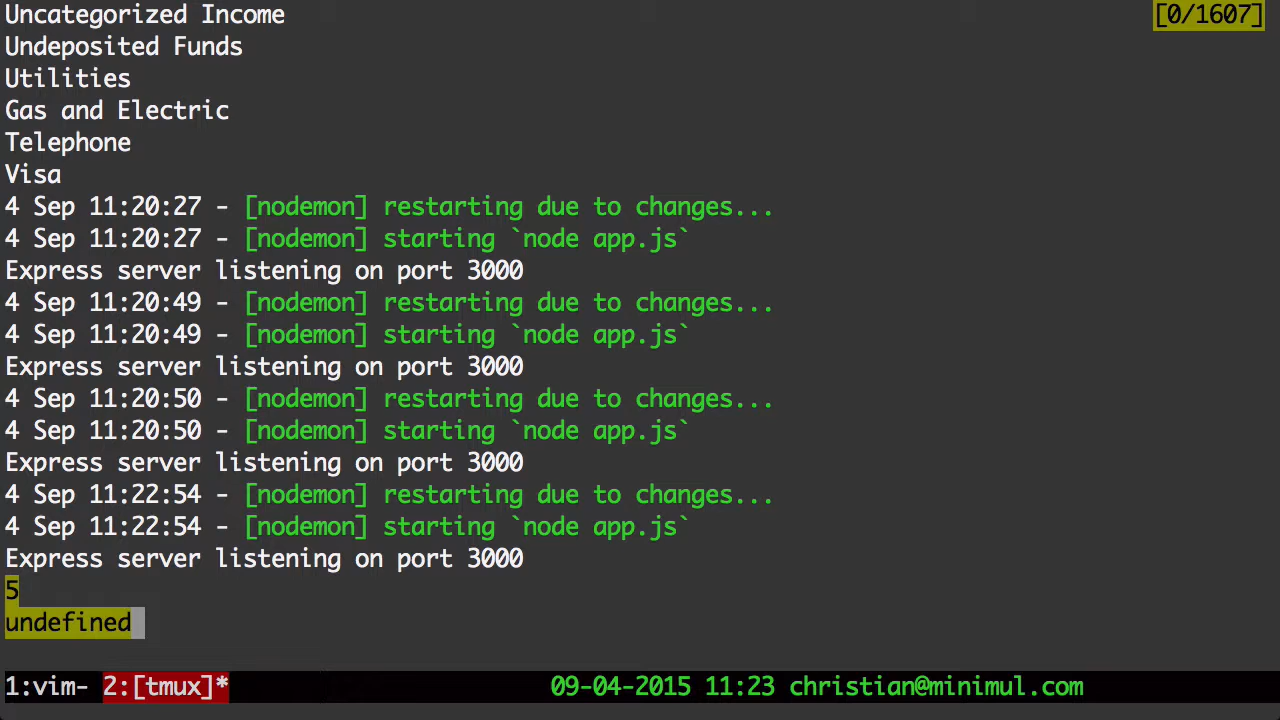 Uncategorized Income [0/1607]
Undeposited Funds
Utilities
Gas and Electric
Telephone
Visa
4 Sep 11:20:27 - [nodemon] restarting due to changes...
4 Sep 11:20:27 - [nodemon] starting `node app.js`
Express server listening on port 3000
4 Sep 11:20:49 - [nodemon] restarting due to changes...
4 Sep 11:20:49 - [nodemon] starting `node app.js`
Express server listening on port 3000
4 Sep 11:20:50 - [nodemon] restarting due to changes...
4 Sep 11:20:50 - [nodemon] starting `node app.js`
Express server listening on port 3000
4 Sep 11:22:54 - [nodemon] restarting due to changes...
4 Sep 11:22:54 - [nodemon] starting `node app.js`
Express server listening on port 3000
5
undefined
1:vim- 2:[tmux]* 09-04-2015 11:23 christian@minimul.com